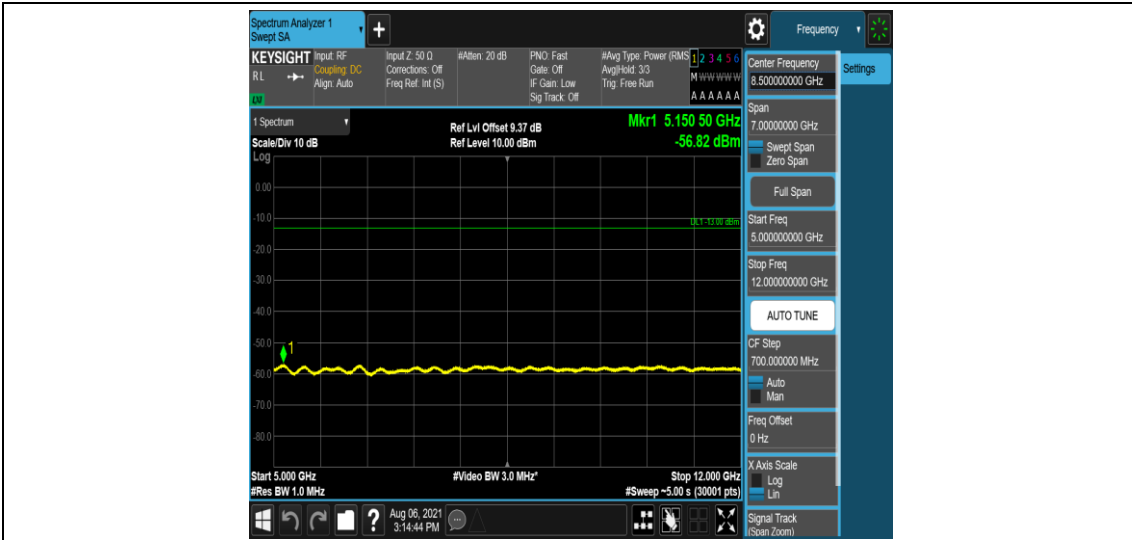 Spectrum Analyzer 1
Swept SA
+
Frequency
KEYSIGHT
RL
LXI
Input: RF
Coupling: DC
Align: Auto
Input Z: 50 Ω
Corrections: Off
Freq Ref: Int (S)
#Atten: 20 dB
PNO: Fast
Gate: Off
IF Gain: Low
Sig Track: Off
#Avg Type: Power (RMS
Avg|Hold: 3/3
Trig: Free Run
1 2 3 4 5 6
M W W W W W
A A A A A A
1 Spectrum
Scale/Div 10 dB
Log
Ref Lvl Offset 9.37 dB
Ref Level 10.00 dBm
Mkr1 5.150 50 GHz
-56.82 dBm
0.00
-10.0
DL1 -13.00 dBm
-20.0
-30.0
-40.0
-50.0
1
-60.0
-70.0
-80.0
Start 5.000 GHz
#Res BW 1.0 MHz
#Video BW 3.0 MHz*
Stop 12.000 GHz
#Sweep ~5.00 s (30001 pts)
?
Aug 06, 2021
3:14:44 PM
Center Frequency
8.500000000 GHz
Settings
Span
7.00000000 GHz
Swept Span
Zero Span
Full Span
Start Freq
5.000000000 GHz
Stop Freq
12.000000000 GHz
AUTO TUNE
CF Step
700.000000 MHz
Auto
Man
Freq Offset
0 Hz
X Axis Scale
Log
Lin
Signal Track
(Span Zoom)